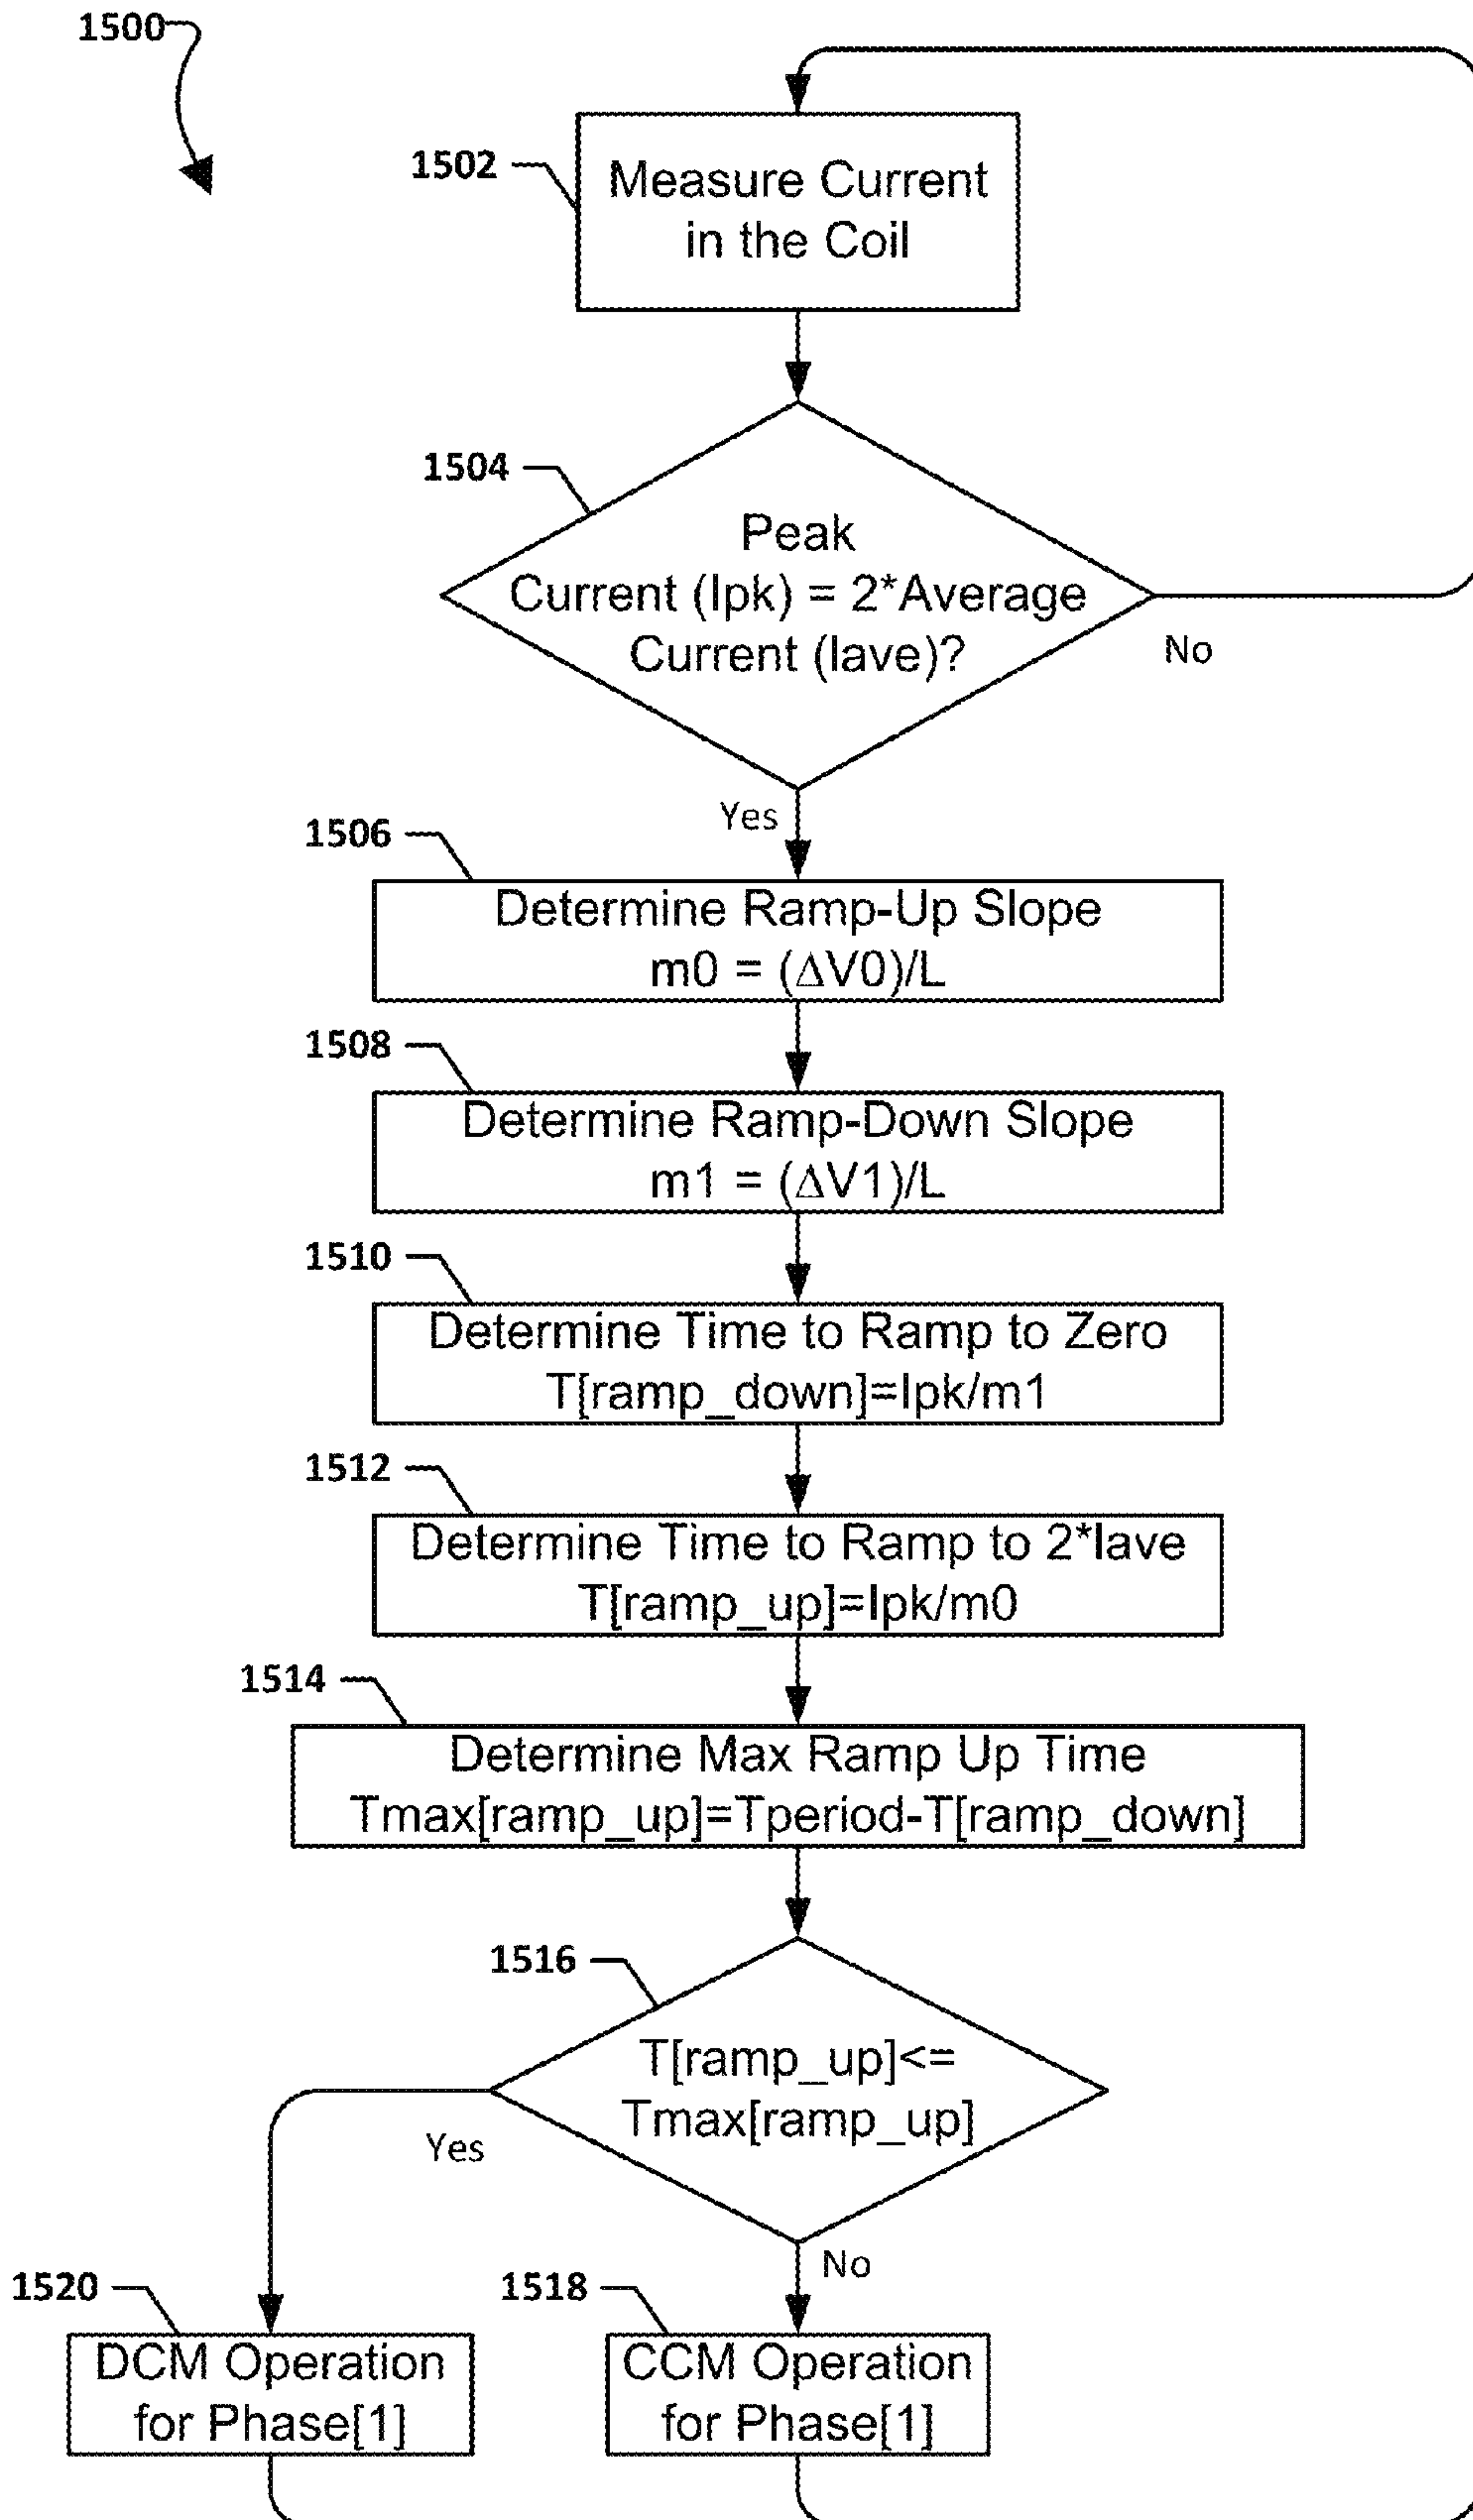 1500
1502
Measure Current
in the Coil
1504
Peak
Current (Ipk) = 2*Average
Current (Iave)?
No
Yes
1506
Determine Ramp-Up Slope
m0 = (∆V0)/L
1508
Determine Ramp-Down Slope
m1 = (∆V1)/L
1510
Determine Time to Ramp to Zero
T[ramp_down]=Ipk/m1
1512
Determine Time to Ramp to 2*Iave
T[ramp_up]=Ipk/m0
1514
Determine Max Ramp Up Time
Tmax[ramp_up]=Tperiod-T[ramp_down]
1516
T[ramp_up]<=
Tmax[ramp_up]
Yes
No
1520
DCM Operation
for Phase[1]
1518
CCM Operation
for Phase[1]